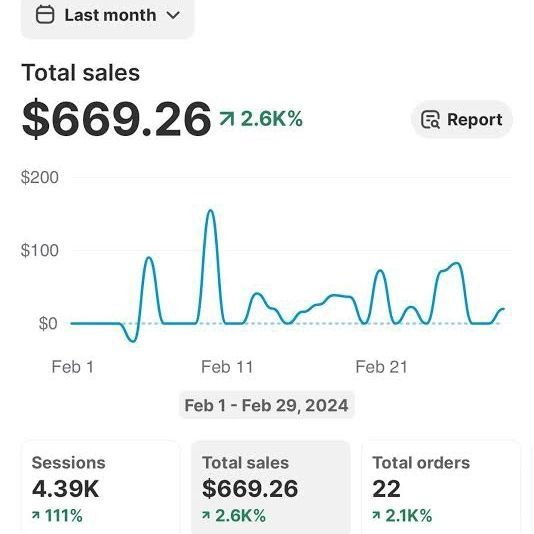 Last month
Total sales
$669.26 2.6K%
Report
$200
$100
$0
Feb 1 Feb 11 Feb 21
Feb 1 - Feb 29, 2024
Sessions
4.39K
111%
Total sales
$669.26
2.6K%
Total orders
22
2.1K%